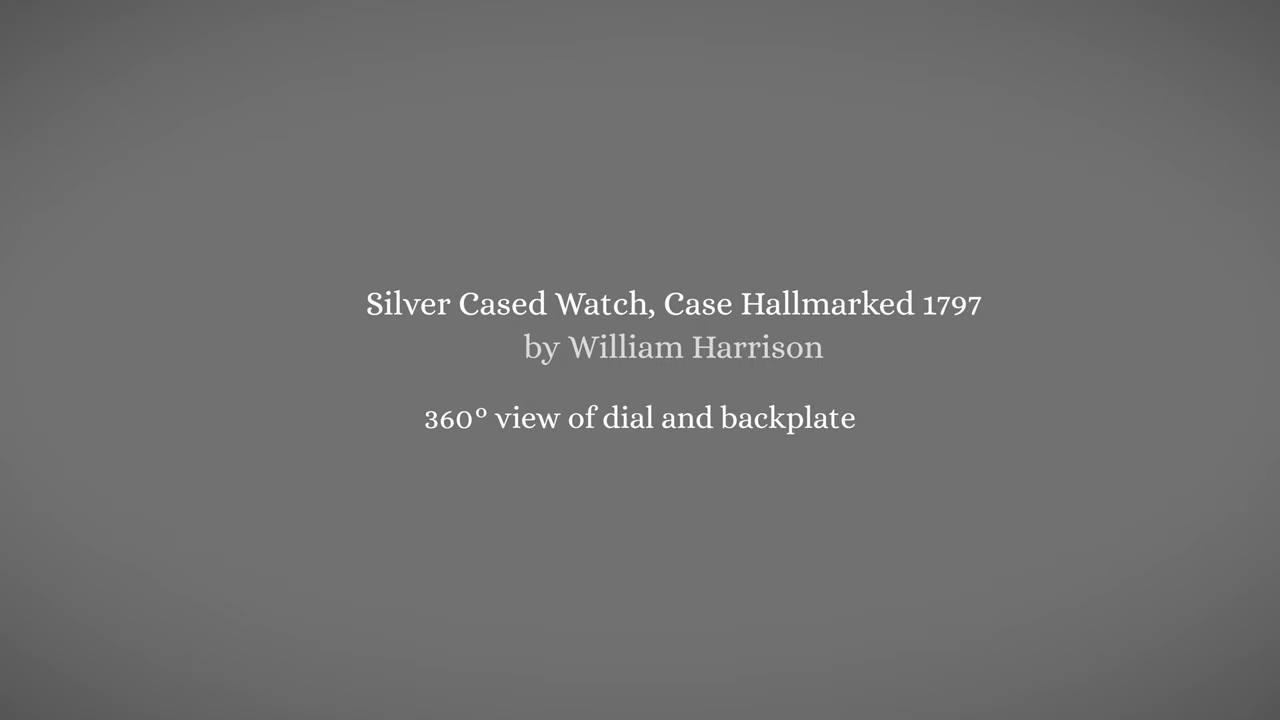 Silver Cased Watch, Case Hallmarked 1797
by William Harrison
360° view of dial and backplate